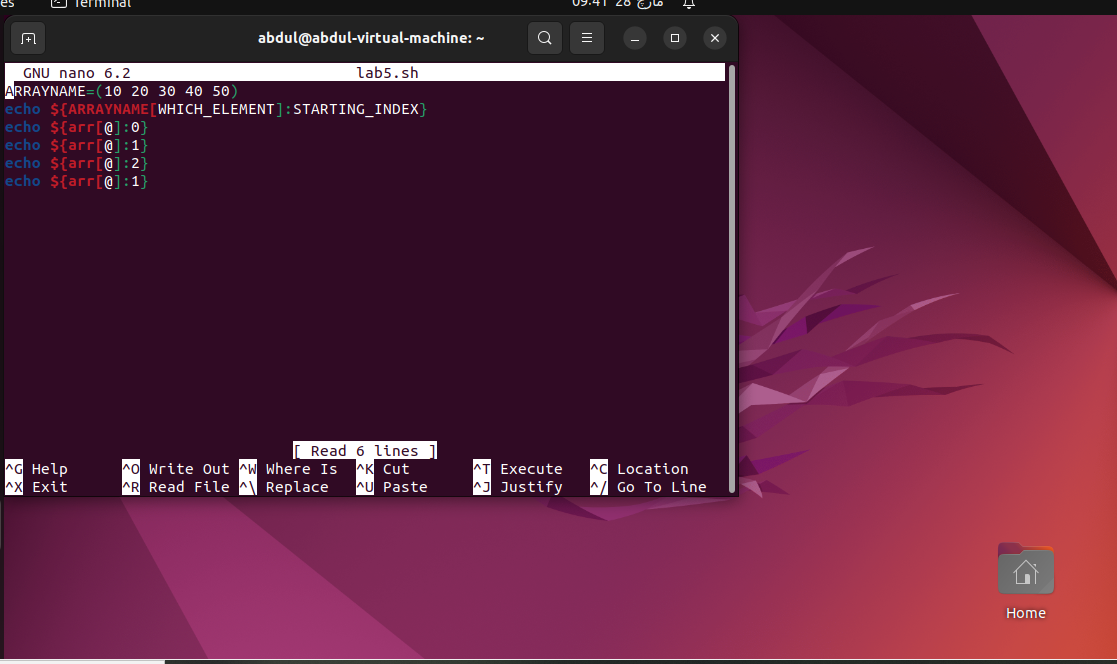 es Terminal 09:41 28 مارچ
abdul@abdul-virtual-machine: ~
GNU nano 6.2 lab5.sh
ARRAYNAME=(10 20 30 40 50)
echo ${ARRAYNAME[WHICH_ELEMENT]:STARTING_INDEX}
echo ${arr[@]:0}
echo ${arr[@]:1}
echo ${arr[@]:2}
echo ${arr[@]:1}
[ Read 6 lines ]
^G Help ^O Write Out ^W Where Is ^K Cut ^T Execute ^C Location
^X Exit ^R Read File ^\ Replace ^U Paste ^J Justify ^/ Go To Line
Home